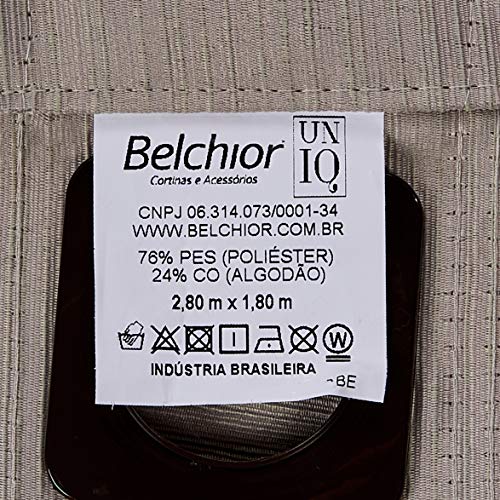 Belchior
Cortinas e Acessórios
UN
IQ
CNPJ 06.314.073/0001-34
WWW.BELCHIOR.COM.BR
76% PES (POLIÉSTER)
24% CO (ALGODÃO)
2,80 m x 1,80 m
W
INDÚSTRIA BRASILEIRA